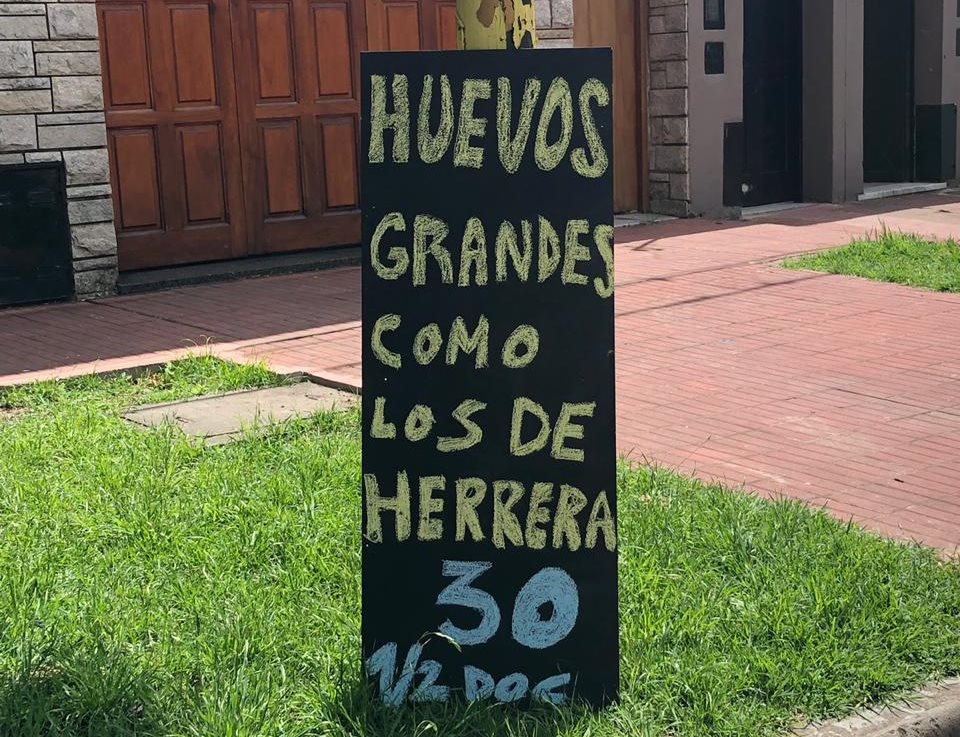 HUEVOS
GRANDES
COMO
LOS DE
HERRERA
30
1/2 DOC